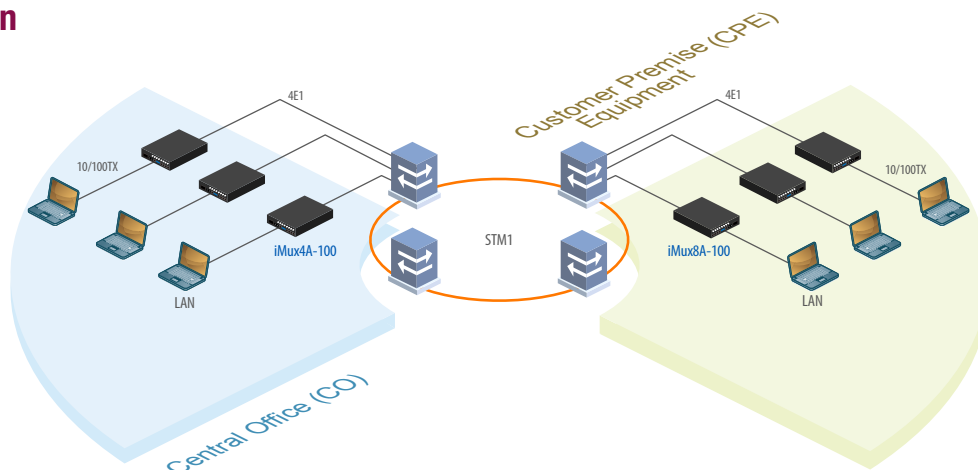 n
Customer Premise (CPE)
Equipment
4E1
4E1
10/100TX
10/100TX
iMux4A-100
STM1
iMux8A-100
LAN
LAN
Central Office (CO)